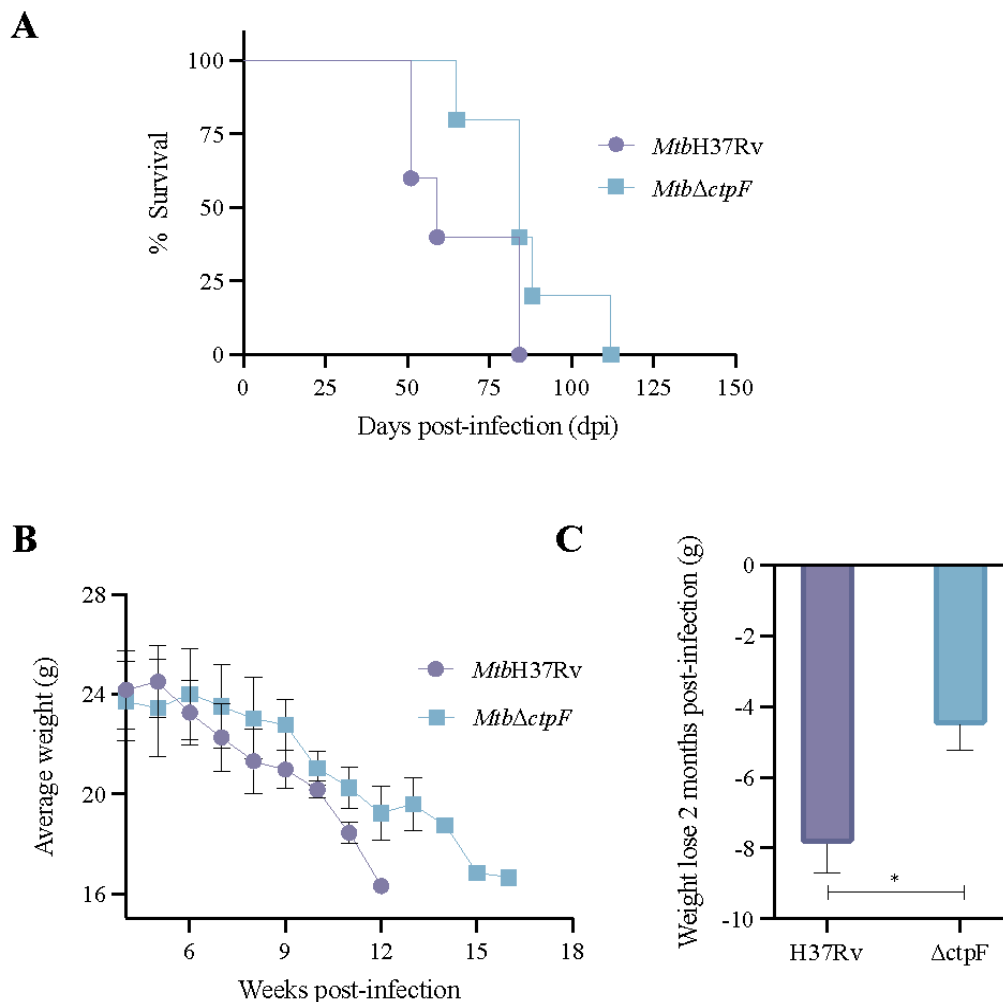 A
100
75
50
25
0
% Survival
0 25 50 75 100 125 150
Days post-infection (dpi)
MtbH37Rv
MtbΔctpF
B
28
24
20
16
Average weight (g)
6 9 12 15 18
Weeks post-infection
MtbH37Rv
MtbΔctpF
C
0
-2
-4
-6
-8
-10
Weight lose 2 months post-infection (g)
*
H37Rv ΔctpF